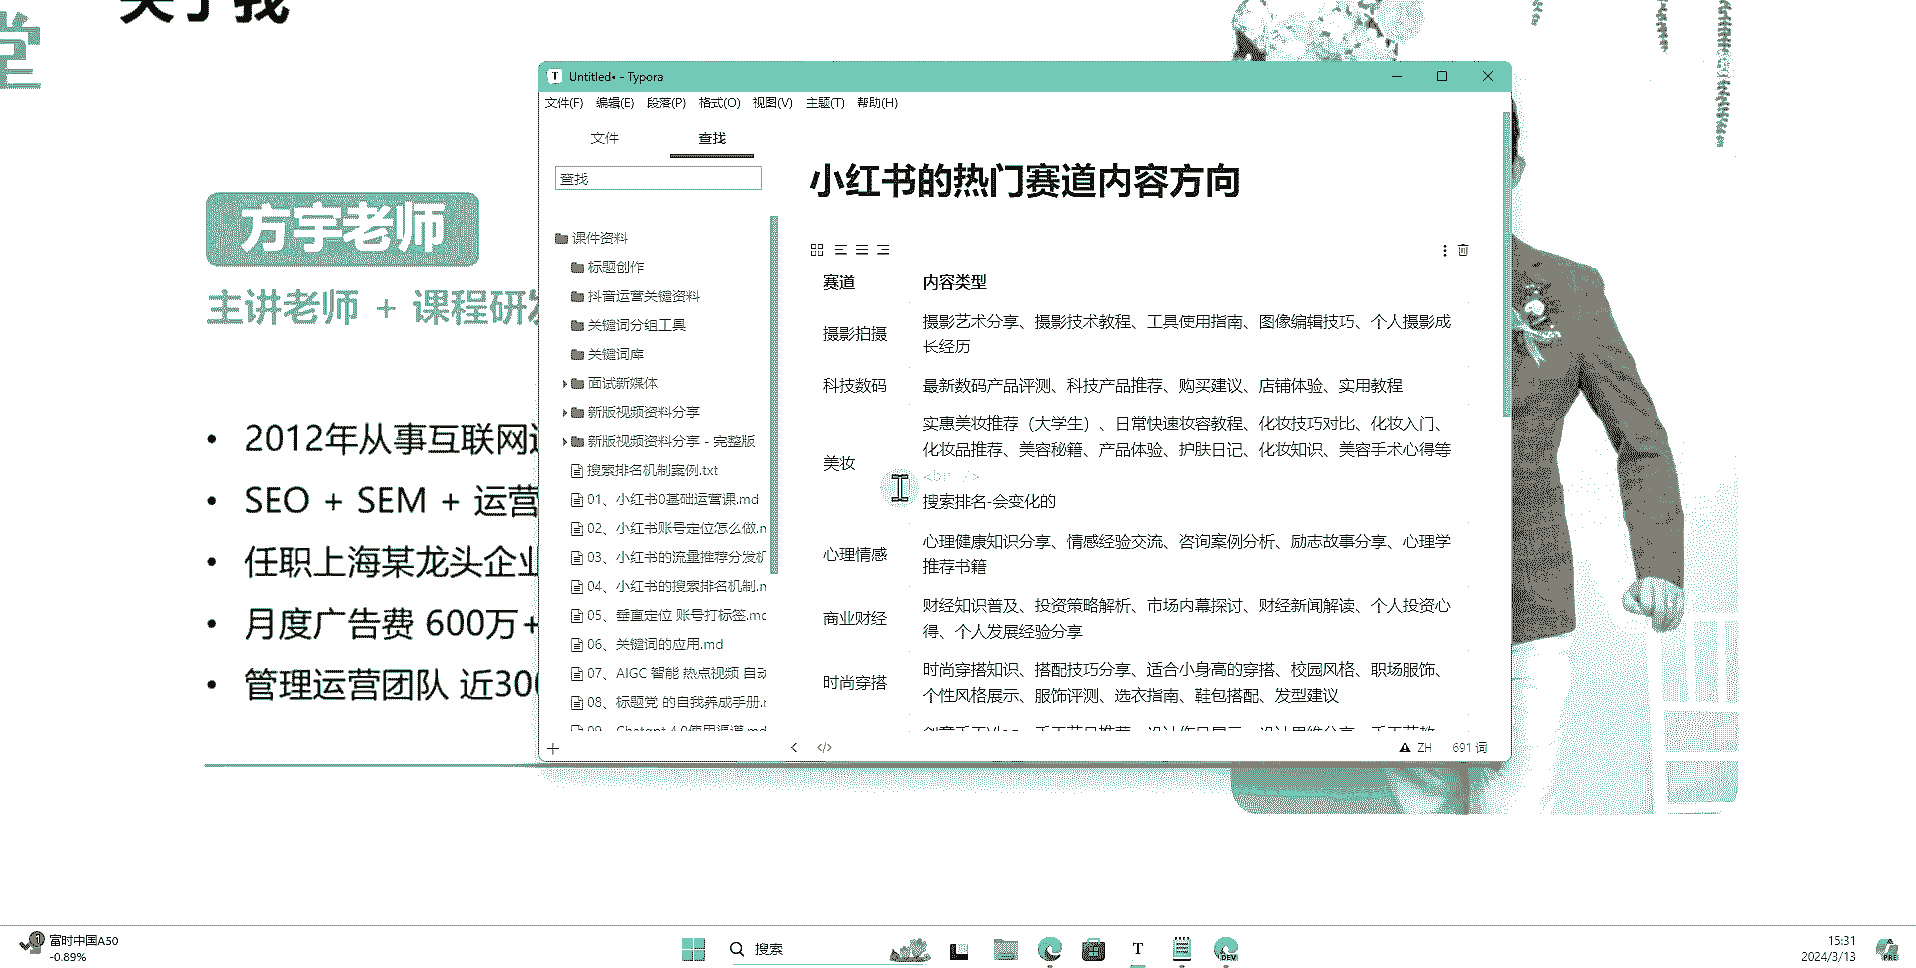 关于我
堂
方宇老师
主讲老师 + 课程研发
• 2012年从事互联网
• SEO + SEM + 运营
• 任职上海某龙头企业
• 月度广告费 600万+
• 管理运营团队 近300
Untitled• - Typora
文件(F) 编辑(E) 段落(P) 格式(O) 视图(V) 主题(T) 帮助(H)
文件 查找
查找
课件资料
标题创作
抖音运营关键资料
关键词分组工具
关键词库
面试新媒体
新版视频资料分享
新版视频资料分享 - 完整版
搜索排名机制案例.txt
01、小红书0基础运营课.md
02、小红书账号定位怎么做.m
03、小红书的流量推荐分发机
04、小红书的搜索排名机制.m
05、垂直定位 账号打标签.md
06、关键词的应用.md
07、AIGC 智能 热点视频 自动
08、标题党 的自我养成手册.r
09、Chatgpt 4.0使用渠道.md
小红书的热门赛道内容方向
赛道 内容类型
摄影拍摄 摄影艺术分享、摄影技术教程、工具使用指南、图像编辑技巧、个人摄影成
长经历
科技数码 最新数码产品评测、科技产品推荐、购买建议、店铺体验、实用教程
美妆 实惠美妆推荐（大学生）、日常快速妆容教程、化妆技巧对比、化妆入门、
化妆品推荐、美容秘籍、产品体验、护肤日记、化妆知识、美容手术心得等
<br />
搜索排名-会变化的
心理情感 心理健康知识分享、情感经验交流、咨询案例分析、励志故事分享、心理学
推荐书籍
商业财经 财经知识普及、投资策略解析、市场内幕探讨、财经新闻解读、个人投资心
得、个人发展经验分享
时尚穿搭 时尚穿搭知识、搭配技巧分享、适合小身高的穿搭、校园风格、职场服饰、
个性风格展示、服饰评测、选衣指南、鞋包搭配、发型建议
ZH 691 词
富时中国A50
-0.89%
搜索
T
DEV
15:31
2024/3/13
PRE